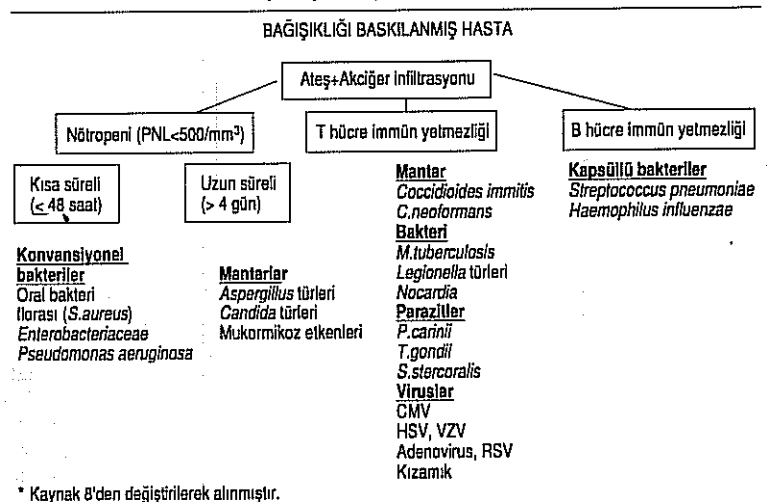 BAĞIŞIKLIĞI BASKILANMIŞ HASTA
Ateş+Akciğer infiltrasyonu
Nötropeni (PNL<500/mm³)
T hücre immün yetmezliği
B hücre immün yetmezliği
Kısa süreli
(≤ 48 saat)
Uzun süreli
(> 4 gün)
Konvansiyonel
bakteriler
Oral bakteri
florası (S.aureus)
Enterobacteriaceae
Pseudomonas aeruginosa
Mantarlar
Aspergillus türleri
Candida türleri
Mukormikoz etkenleri
Mantar
Coccidioides immitis
C.neoformans
Bakteri
M.tuberculosis
Legionella türleri
Nocardia
Parazitler
P.carinii
T.gondii
S.stercoralis
Viruslar
CMV
HSV, VZV
Adenovirus, RSV
Kızamık
Kapsüllü bakteriler
Streptococcus pneumoniae
Haemophilus influenzae
* Kaynak 8'den değiştirilerek alınmıştır.